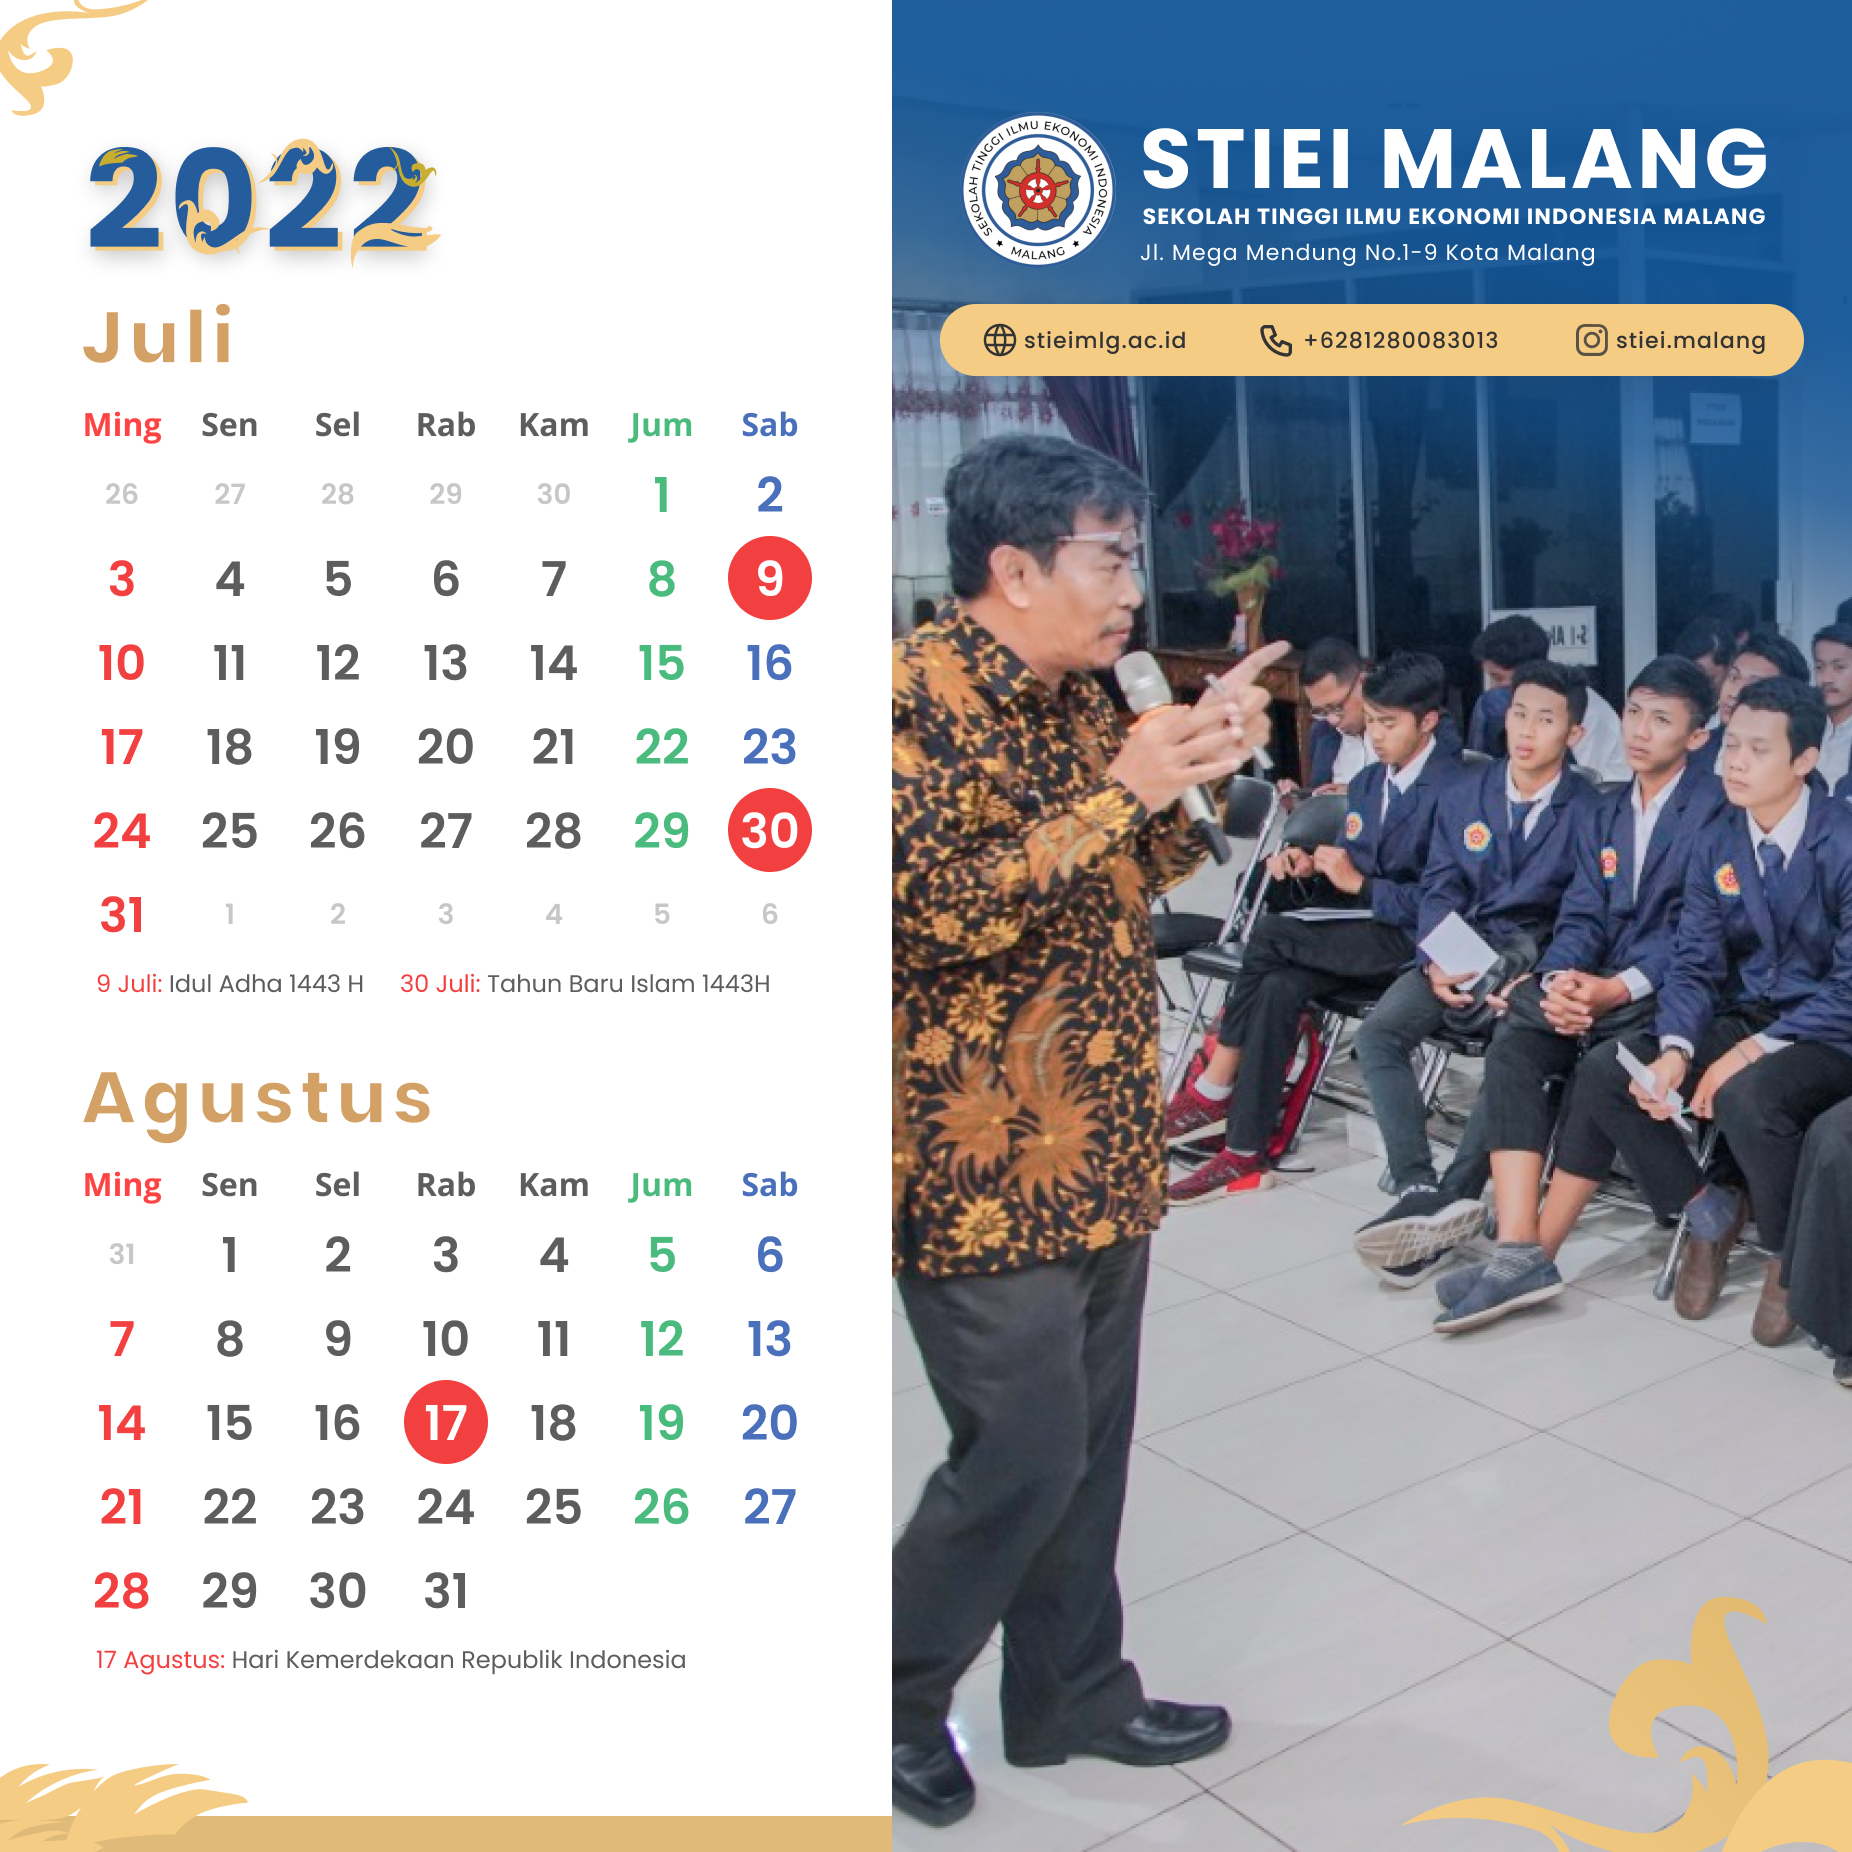 2022
Juli
Ming Sen Sel Rab Kam Jum Sab
26 27 28 29 30 1 2
3 4 5 6 7 8 9
10 11 12 13 14 15 16
17 18 19 20 21 22 23
24 25 26 27 28 29 30
31 1 2 3 4 5 6
9 Juli: Idul Adha 1443 H 30 Juli: Tahun Baru Islam 1443H
Agustus
Ming Sen Sel Rab Kam Jum Sab
31 1 2 3 4 5 6
7 8 9 10 11 12 13
14 15 16 17 18 19 20
21 22 23 24 25 26 27
28 29 30 31
17 Agustus: Hari Kemerdekaan Republik Indonesia
SEKOLAH TINGGI ILMU EKONOMI INDONESIA
MALANG
STIEI MALANG
SEKOLAH TINGGI ILMU EKONOMI INDONESIA MALANG
Jl. Mega Mendung No.1-9 Kota Malang
stieimlg.ac.id +6281280083013 stiei.malang